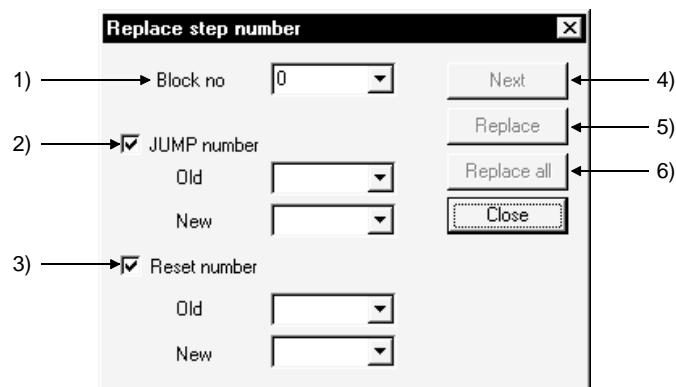 Replace step number
1) Block no 0 Next 4)
Replace 5)
2) JUMP number
Old Replace all 6)
New Close
3) Reset number
Old
New